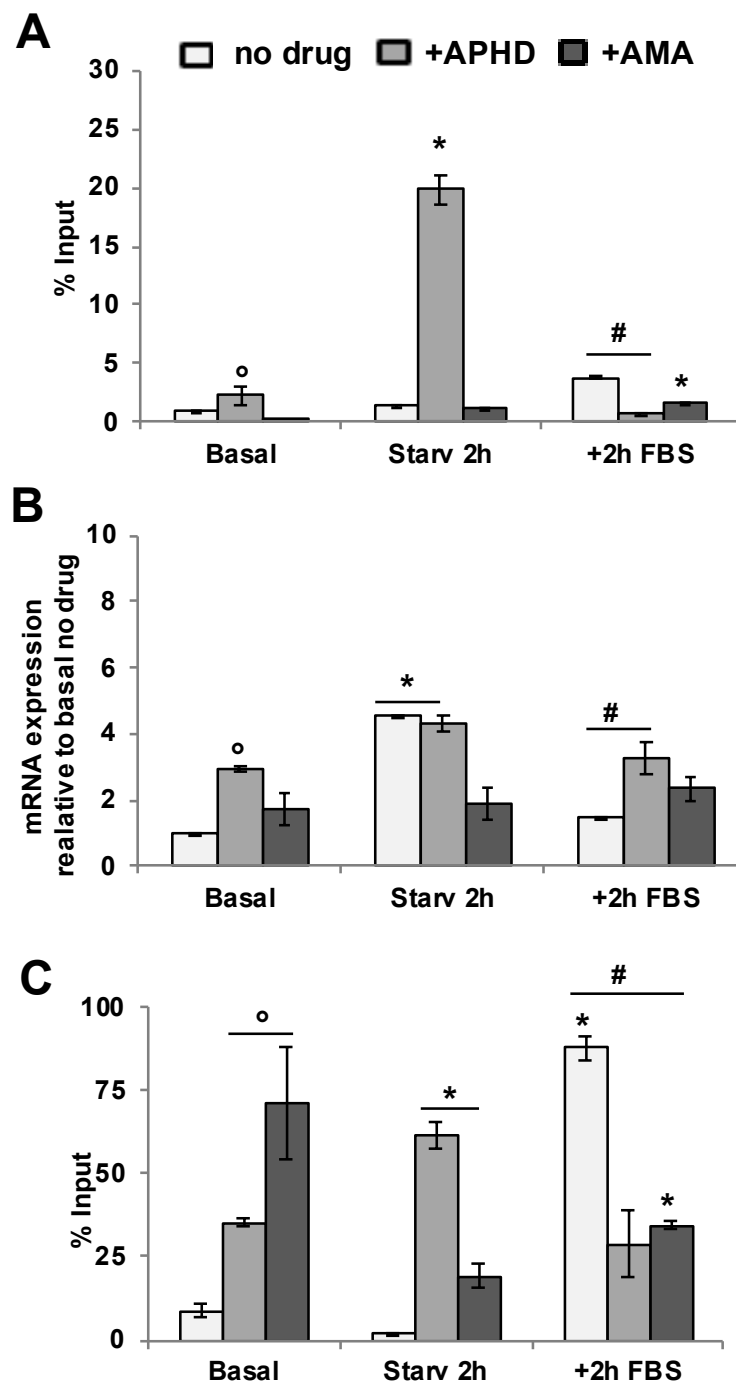 A
no drug +APHD +AMA
30
25
20
15
10
5
0
% Input
*
°
#
*
Basal Starv 2h +2h FBS
B
10
8
6
4
2
0
mRNA expression
realative to basal no drug
°
*
#
Basal Starv 2h +2h FBS
C
100
75
50
25
0
% Input
°
*
#
*
*
Basal Starv 2h +2h FBS